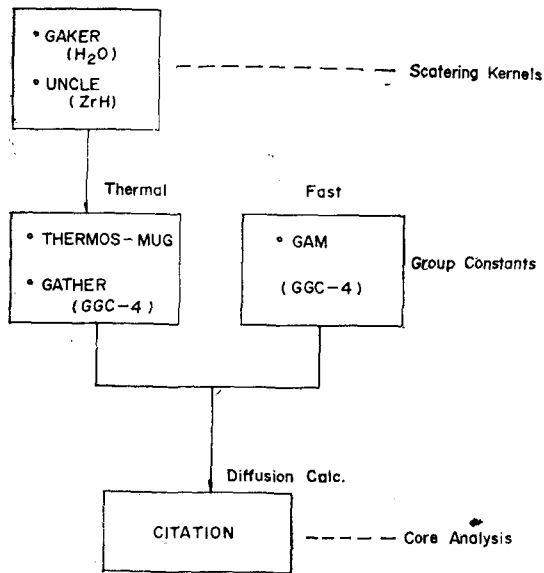 • GAKER
(H₂O)
• UNCLE
(ZrH)
Scatering Kernels
Thermal
Fast
• THERMOS-MUG
• GATHER
(GGC-4)
• GAM
(GGC-4)
Group Constants
Diffusion Calc.
CITATION
Core Analysis